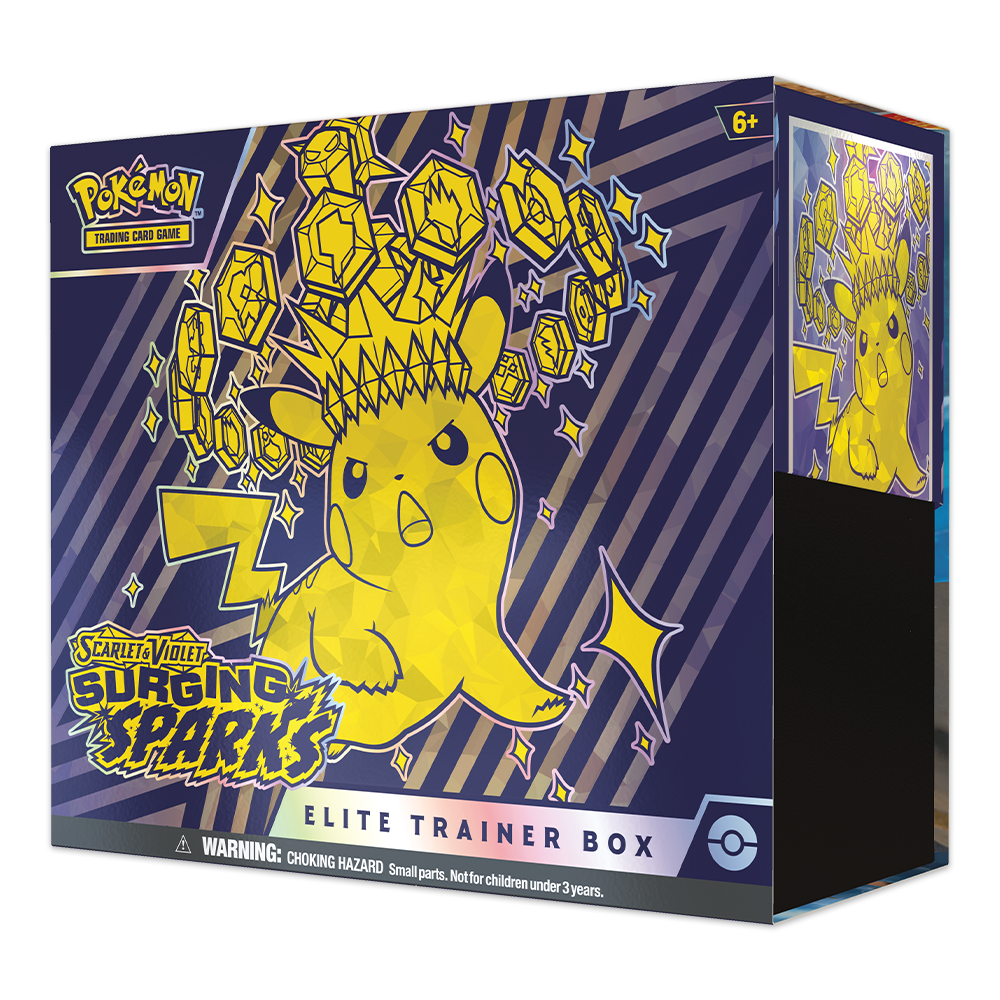 6+
POKéMON
TRADING CARD GAME
SCARLET & VIOLET
SURGING
SPARKS
ELITE TRAINER BOX
WARNING: CHOKING HAZARD Small parts. Not for children under 3 years.